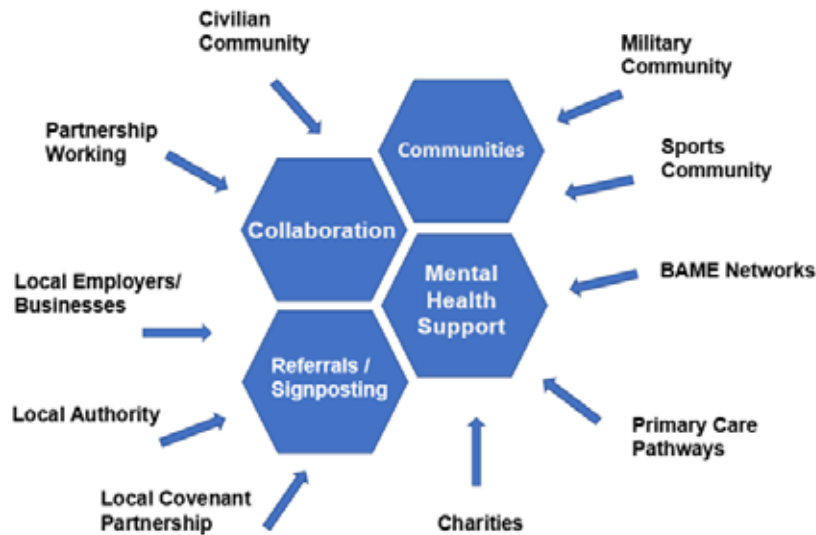 Civilian
Community
Military
Community
Partnership
Working
Communities
Sports
Community
Collaboration
Mental
Health
Support
BAME Networks
Local Employers/
Businesses
Referrals /
Signposting
Local Authority
Primary Care
Pathways
Local Covenant
Partnership
Charities